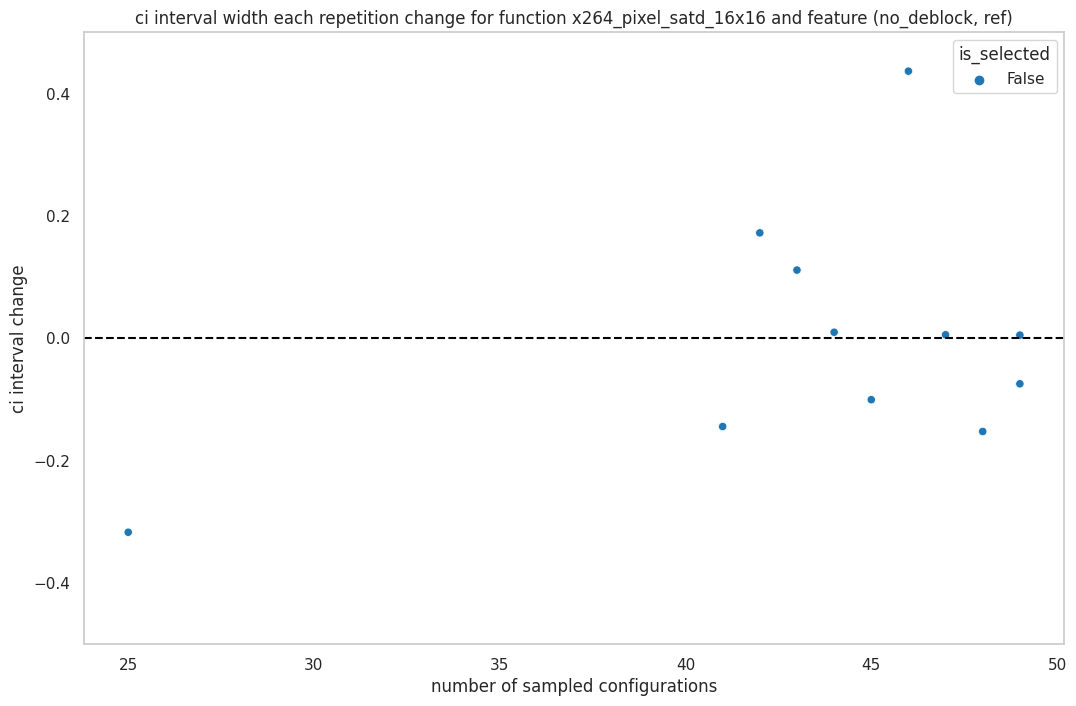 ci interval width each repetition change for function x264_pixel_satd_16x16 and feature (no_deblock, ref)
is_selected
False
0.4
0.2
0.0
−0.2
−0.4
ci interval change
25
30
35
40
45
50
number of sampled configurations